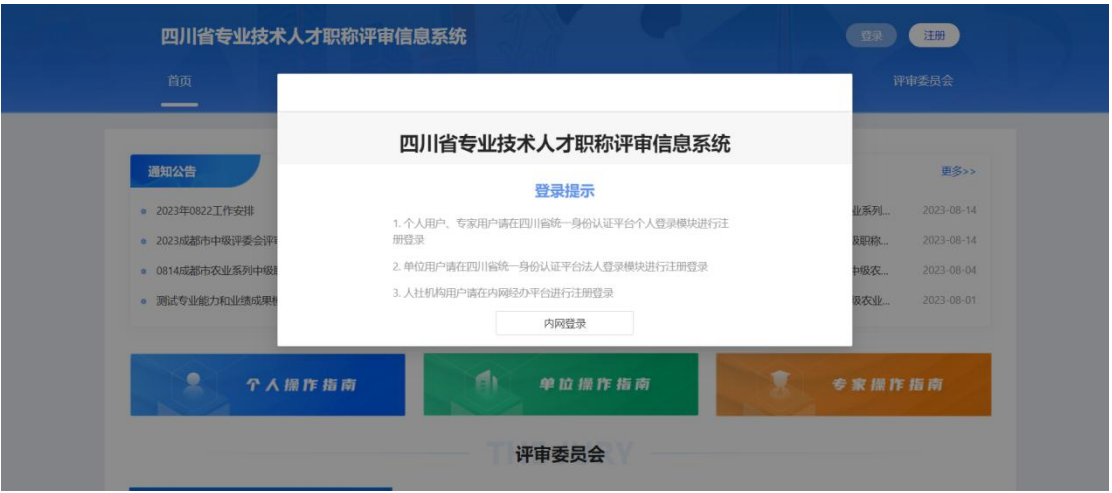 四川省专业技术人才职称评审信息系统
登录
注册
首页
评审委员会
四川省专业技术人才职称评审信息系统
登录提示
1. 个人用户、专家用户请在四川省统一身份认证平台个人登录模块进行注
册登录
2. 单位用户请在四川省统一身份认证平台法人登录模块进行注册登录
3. 人社机构用户请在内网经办平台进行注册登录
内网登录
通知公告
更多>>
2023年0822工作安排
业系列... 2023-08-14
2023成都市中级评委会评
级职称... 2023-08-14
0814成都市农业系列中级
中级农... 2023-08-04
测试专业能力和业绩成果
级农业... 2023-08-01
个人操作指南
单位操作指南
专家操作指南
评审委员会